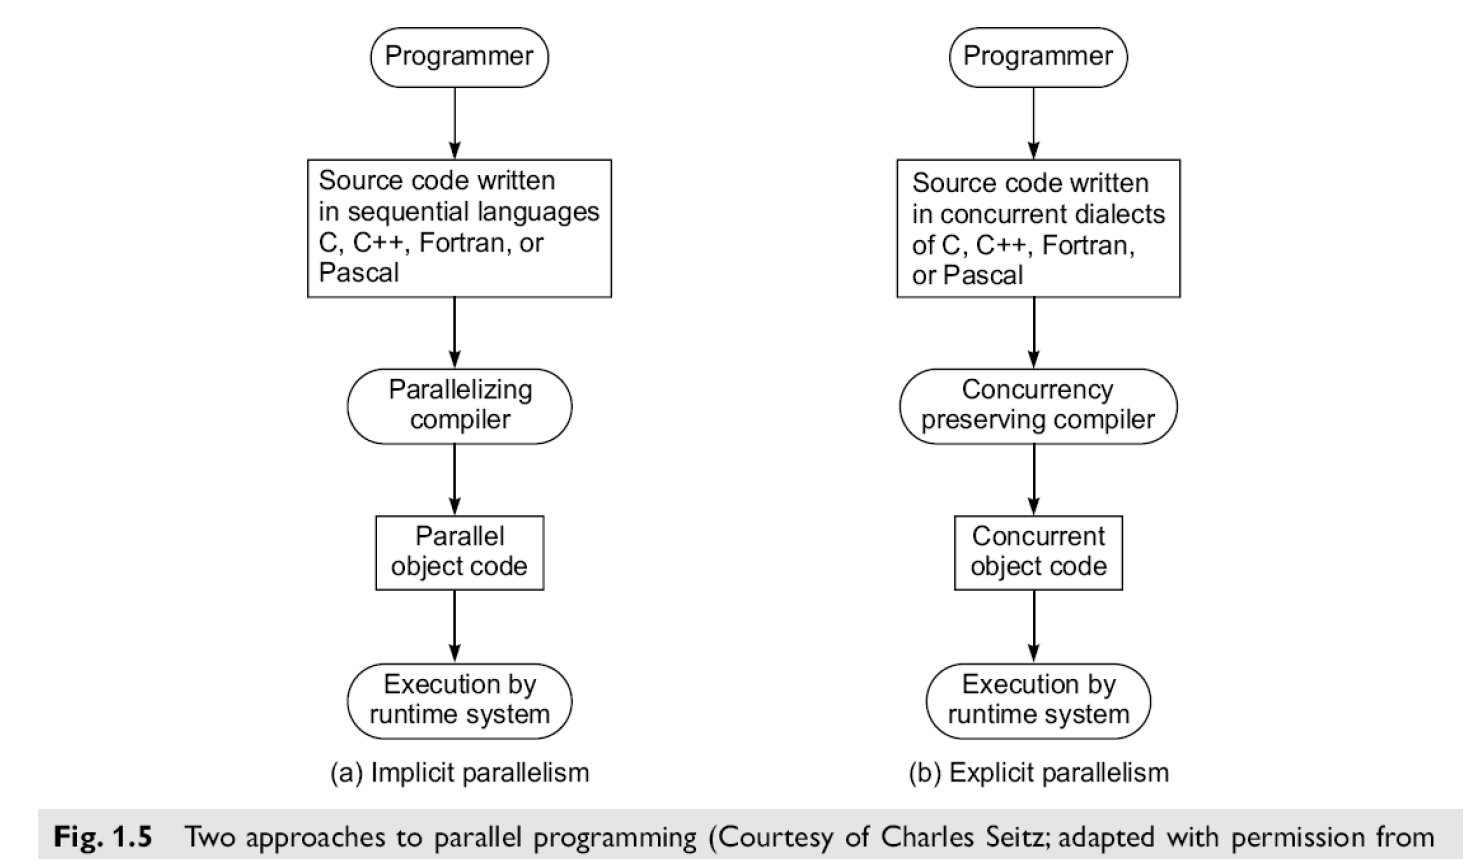 Programmer
Source code written
in sequential languages
C, C++, Fortran, or
Pascal
Parallelizing
compiler
Parallel
object code
Execution by
runtime system
(a) Implicit parallelism
Programmer
Source code written
in concurrent dialects
of C, C++, Fortran,
or Pascal
Concurrency
preserving compiler
Concurrent
object code
Execution by
runtime system
(b) Explicit parallelism
Fig. 1.5 Two approaches to parallel programming (Courtesy of Charles Seitz; adapted with permission from